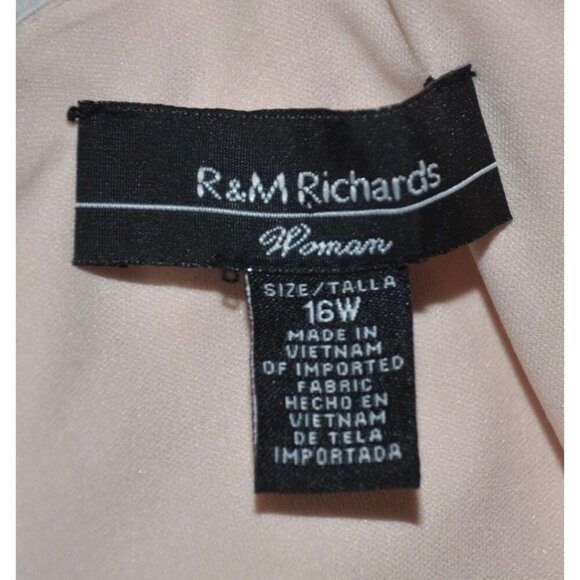 R&M Richards
Woman
SIZE/TALLA
16W
MADE IN
VIETNAM
OF IMPORTED
FABRIC
HECHO EN
VIETNAM
DE TELA
IMPORTADA